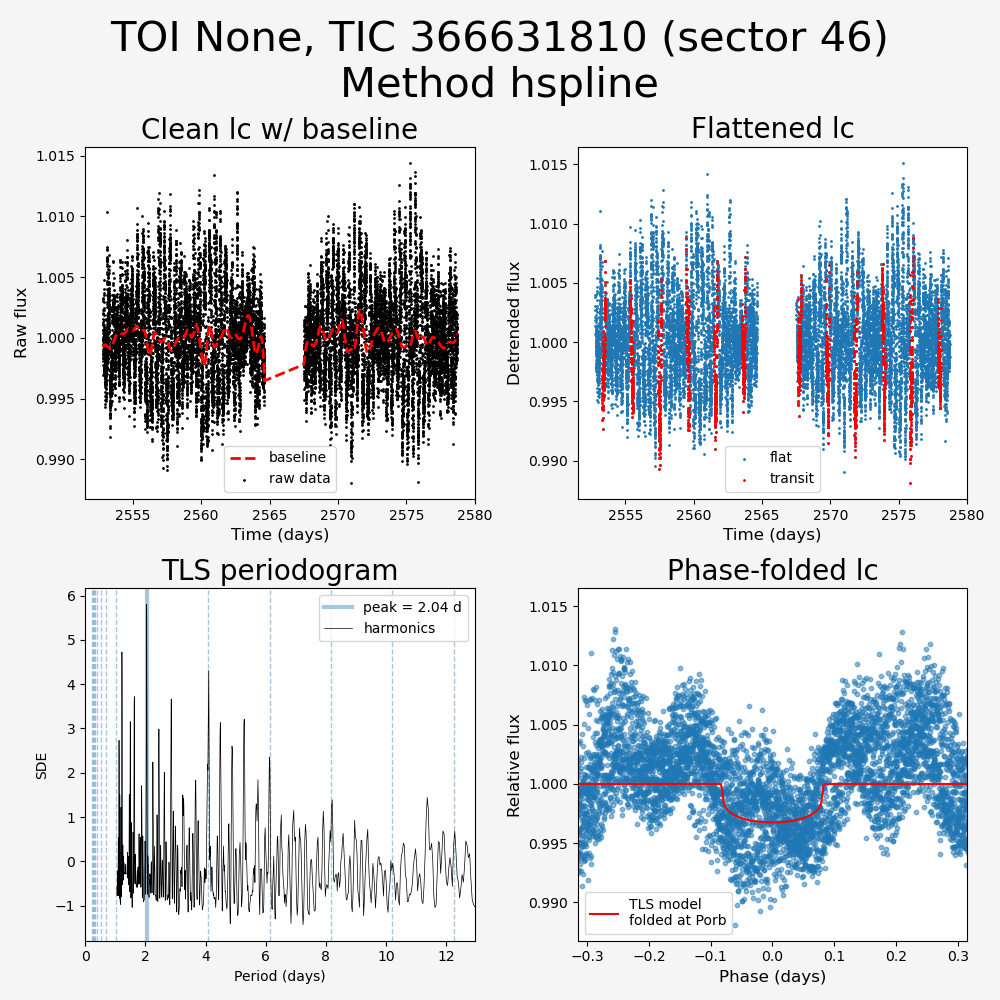 TOI None, TIC 366631810 (sector 46)
Method hspline
Clean lc w/ baseline
1.015
1.010
1.005
1.000
0.995
0.990
Raw flux
baseline
raw data
2555
2560
2565
2570
2575
2580
Time (days)
Flattened lc
1.015
1.010
1.005
1.000
0.995
0.990
Detrended flux
flat
transit
2555
2560
2565
2570
2575
2580
Time (days)
TLS periodogram
6
5
4
3
2
1
0
−1
SDE
peak = 2.04 d
harmonics
0
2
4
6
8
10
12
Period (days)
Phase-folded lc
1.015
1.010
1.005
1.000
0.995
0.990
Relative flux
TLS model
folded at Porb
−0.3
−0.2
−0.1
0.0
0.1
0.2
0.3
Phase (days)